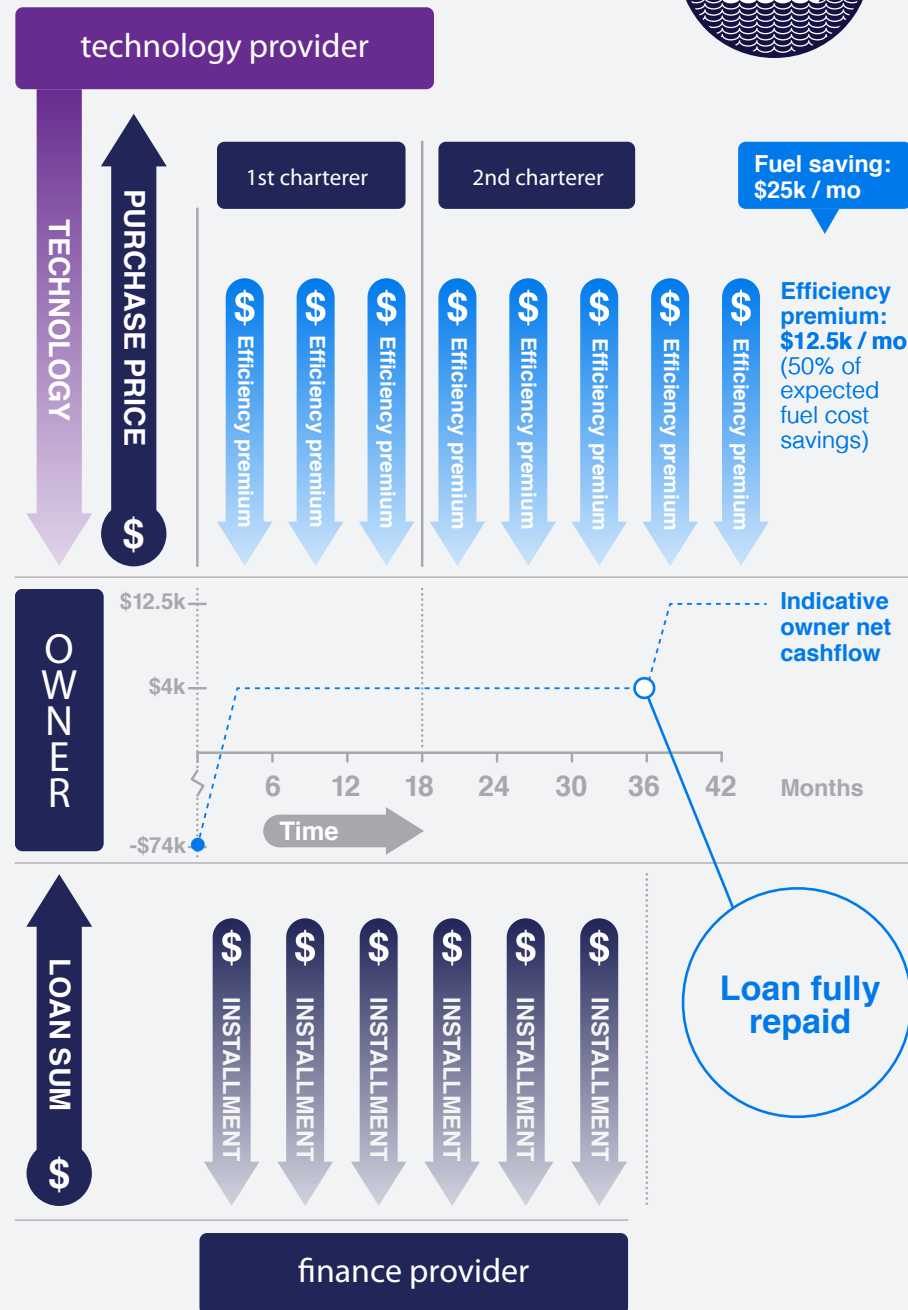 technology provider
TECHNOLOGY
PURCHASE PRICE
$
1st charterer
2nd charterer
Fuel saving:
$25k / mo
$ Efficiency premium
$ Efficiency premium
$ Efficiency premium
$ Efficiency premium
$ Efficiency premium
$ Efficiency premium
$ Efficiency premium
$ Efficiency premium
Efficiency
premium:
$12.5k / mo
(50% of
expected
fuel cost
savings)
OWNER
$12.5k
$4k
-$74k
6 12 18 24 30 36 42 Months
Time
Indicative
owner net
cashflow
LOAN SUM
$
$ INSTALLMENT
$ INSTALLMENT
$ INSTALLMENT
$ INSTALLMENT
$ INSTALLMENT
$ INSTALLMENT
Loan fully
repaid
finance provider